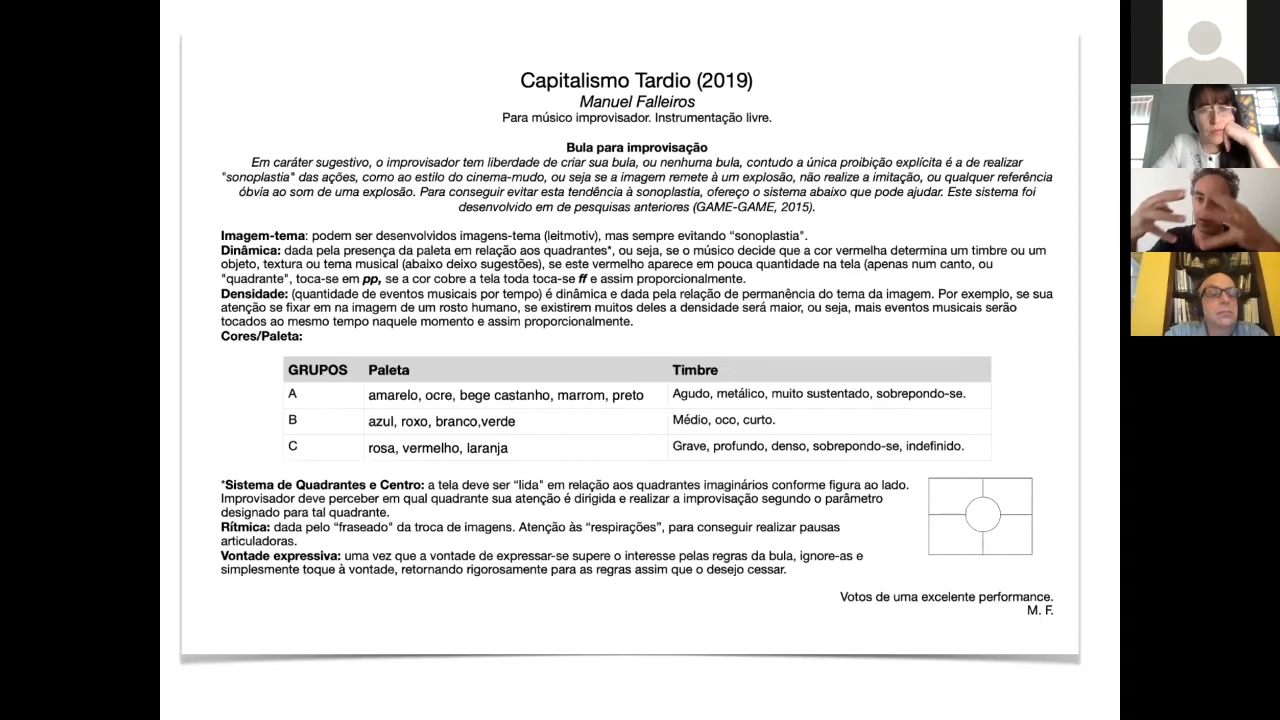 Capitalismo Tardio (2019)
Manuel Falleiros
Para músico improvisador. Instrumentação livre.
Bula para improvisação
Em caráter sugestivo, o improvisador tem liberdade de criar sua bula, ou nenhuma bula, contudo a única proibição explícita é a de realizar
"sonoplastia" das ações, como ao estilo do cinema-mudo, ou seja se a imagem remete à um explosão, não realize a imitação, ou qualquer referência
óbvia ao som de uma explosão. Para conseguir evitar esta tendência à sonoplastia, ofereço o sistema abaixo que pode ajudar. Este sistema foi
desenvolvido em de pesquisas anteriores (GAME-GAME, 2015).
Imagem-tema: podem ser desenvolvidos imagens-tema (leitmotiv), mas sempre evitando “sonoplastia".
Dinâmica: dada pela presença da paleta em relação aos quadrantes*, ou seja, se o músico decide que a cor vermelha determina um timbre ou um
objeto, textura ou tema musical (abaixo deixo sugestões), se este vermelho aparece em pouca quantidade na tela (apenas num canto, ou
"quadrante", toca-se em pp, se a cor cobre a tela toda toca-se ff e assim proporcionalmente.
Densidade: (quantidade de eventos musicais por tempo) é dinâmica e dada pela relação de permanência do tema da imagem. Por exemplo, se sua
atenção se fixar em na imagem de um rosto humano, se existirem muitos deles a densidade será maior, ou seja, mais eventos musicais serão
tocados ao mesmo tempo naquele momento e assim proporcionalmente.
Cores/Paleta:
GRUPOS Paleta Timbre
A amarelo, ocre, bege castanho, marrom, preto Agudo, metálico, muito sustentado, sobrepondo-se.
B azul, roxo, branco,verde Médio, oco, curto.
C rosa, vermelho, laranja Grave, profundo, denso, sobrepondo-se, indefinido.
*Sistema de Quadrantes e Centro: a tela deve ser “lida" em relação aos quadrantes imaginários conforme figura ao lado.
Improvisador deve perceber em qual quadrante sua atenção é dirigida e realizar a improvisação segundo o parâmetro
designado para tal quadrante.
Rítmica: dada pelo “fraseado" da troca de imagens. Atenção às “respirações”, para conseguir realizar pausas
articuladoras.
Vontade expressiva: uma vez que a vontade de expressar-se supere o interesse pelas regras da bula, ignore-as e
simplesmente toque à vontade, retornando rigorosamente para as regras assim que o desejo cessar.
Votos de uma excelente performance.
M. F.